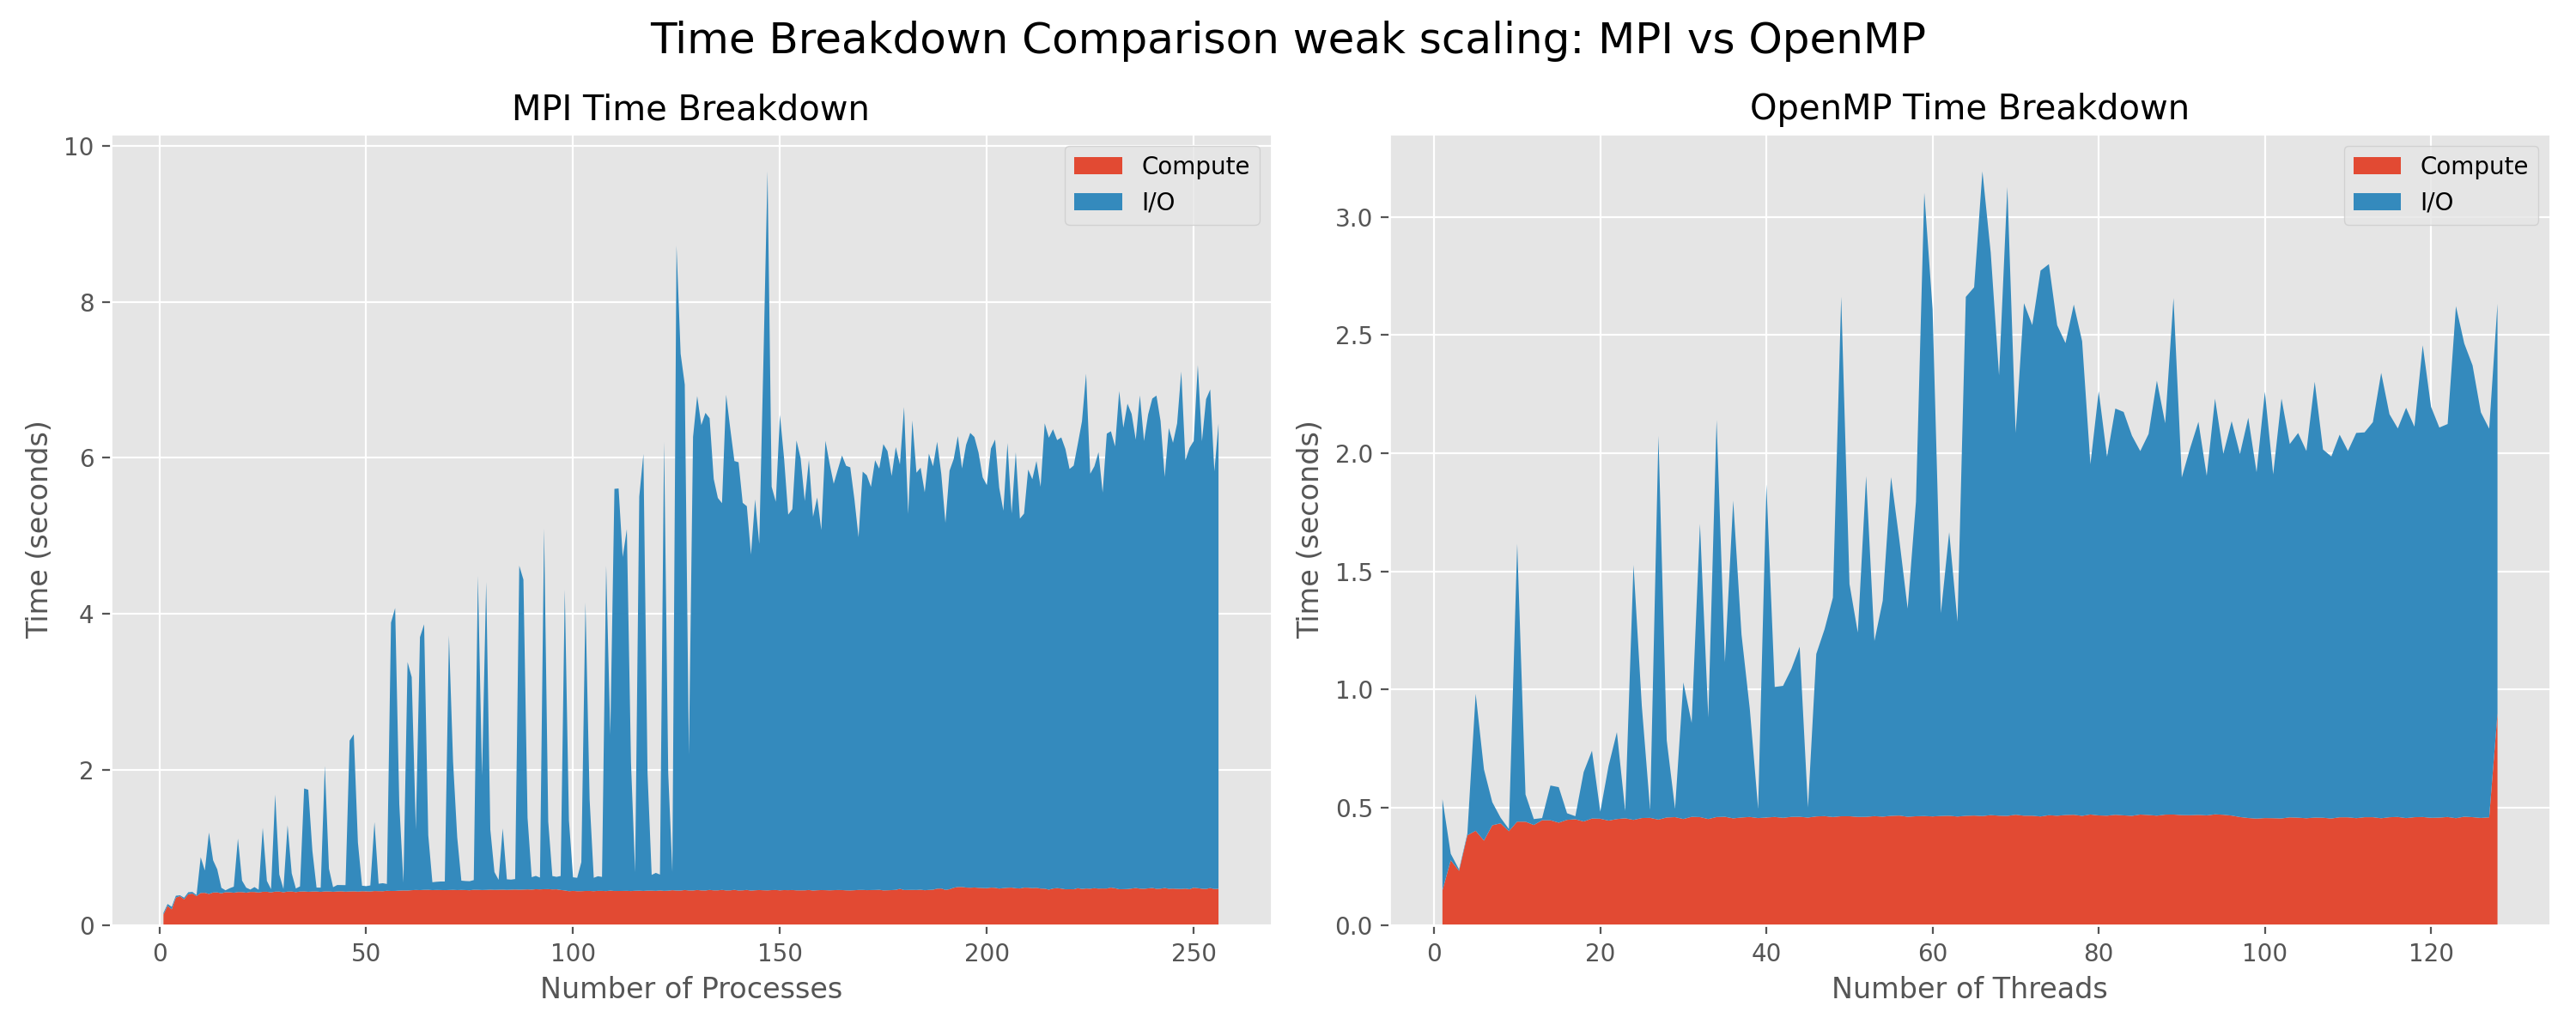 Time Breakdown Comparison weak scaling: MPI vs OpenMP
MPI Time Breakdown
10
8
6
4
2
0
Time (seconds)
0 50 100 150 200 250
Number of Processes
Compute
I/O
OpenMP Time Breakdown
3.0
2.5
2.0
1.5
1.0
0.5
0.0
Time (seconds)
0 20 40 60 80 100 120
Number of Threads
Compute
I/O